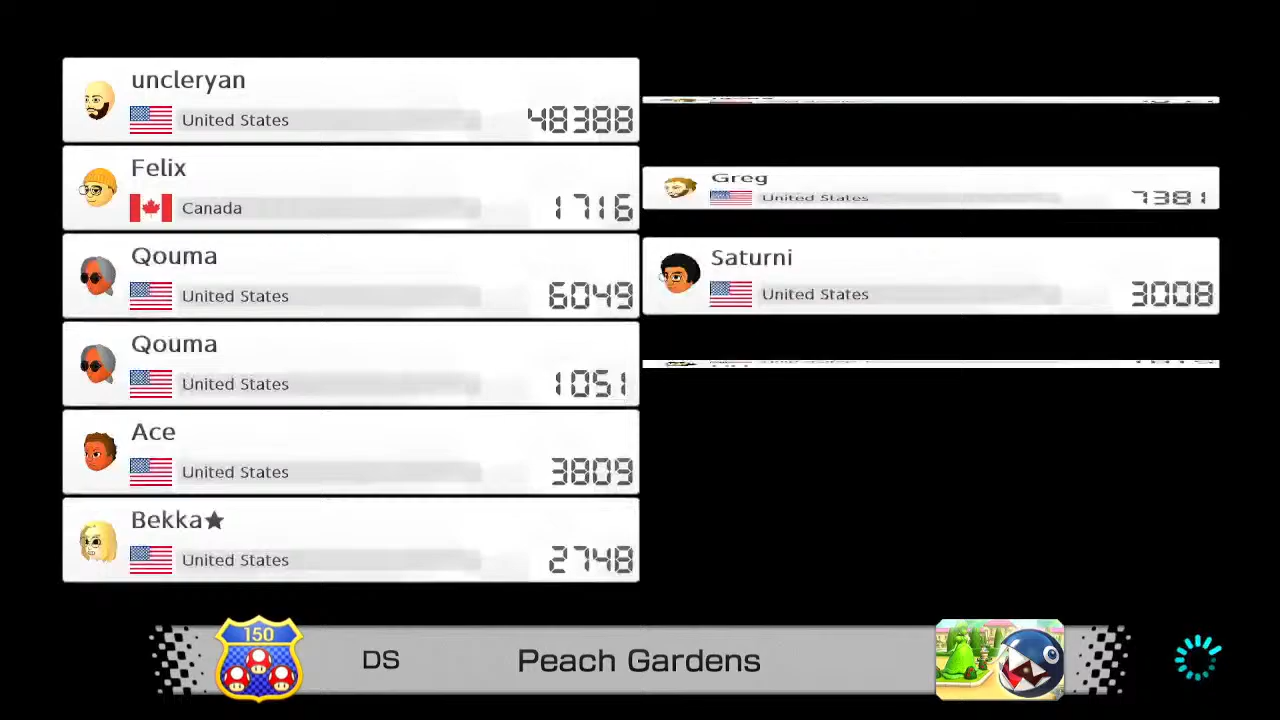 uncleryan
United States
48388
Felix
Canada
1716
Qouma
United States
6049
Qouma
United States
1051
Ace
United States
3809
Bekka★
United States
2748
Greg
United States
7381
Saturni
United States
3008
150
DS
Peach Gardens